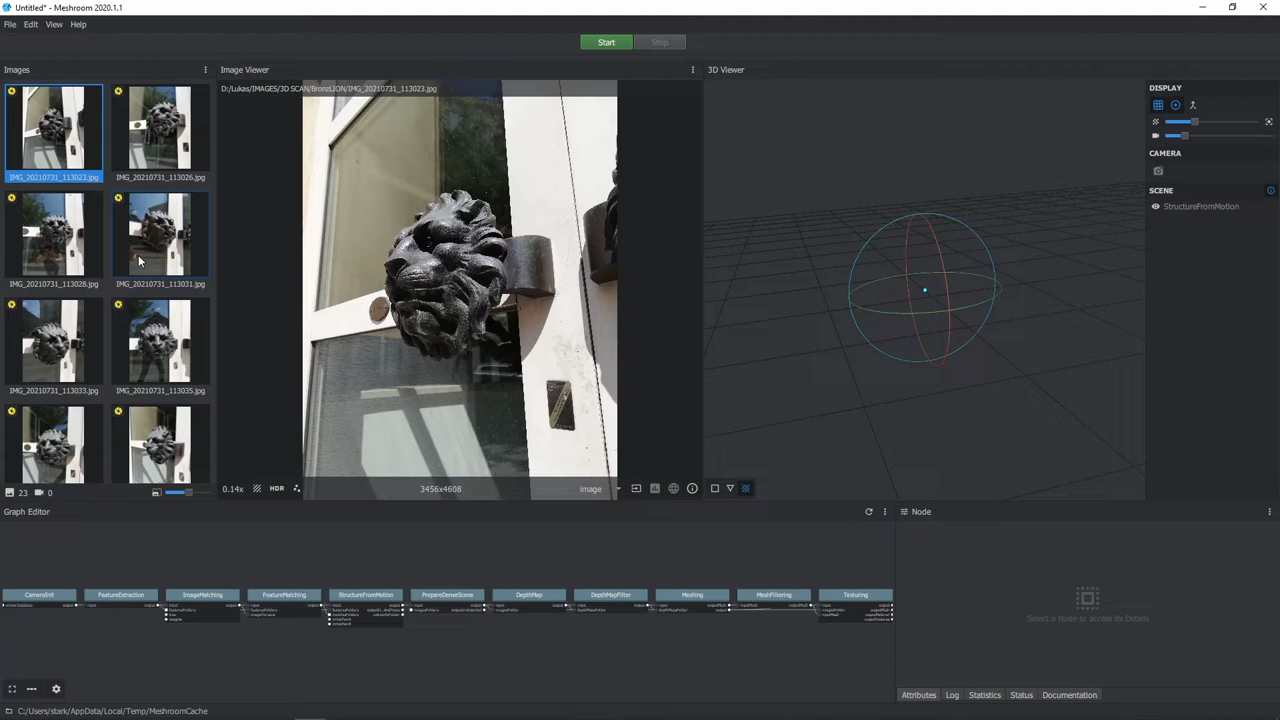 Untitled* - Meshroom 2020.1.1
File Edit View Help
Start Stop
Images
Image Viewer
3D Viewer
D:/Lukas/IMAGES/3D SCAN/BronzLION/IMG_20210731_113023.jpg
DISPLAY
CAMERA
SCENE
StructureFromMotion
IMG_20210731_113023.jpg IMG_20210731_113026.jpg
IMG_20210731_113028.jpg IMG_20210731_113031.jpg
IMG_20210731_113033.jpg IMG_20210731_113035.jpg
23 0
0.14x HDR 3456x4608 image
Graph Editor
Node
CameraInit FeatureExtraction ImageMatching FeatureMatching StructureFromMotion PrepareDenseScene DepthMap DepthMapFilter Meshing MeshFiltering Texturing
Select a Node to access its Details
Attributes Log Statistics Status Documentation
C:/Users/stark/AppData/Local/Temp/MeshroomCache